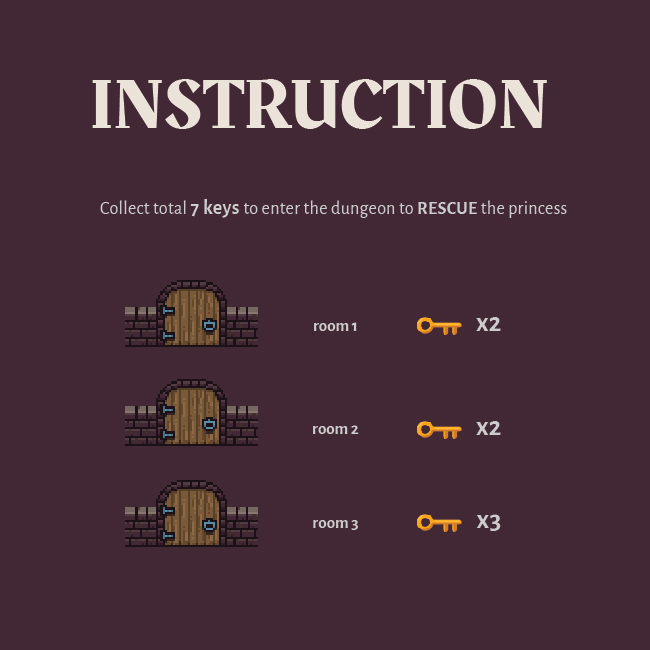 INSTRUCTION
Collect total 7 keys to enter the dungeon to RESCUE the princess
room 1 x2
room 2 x2
room 3 x3